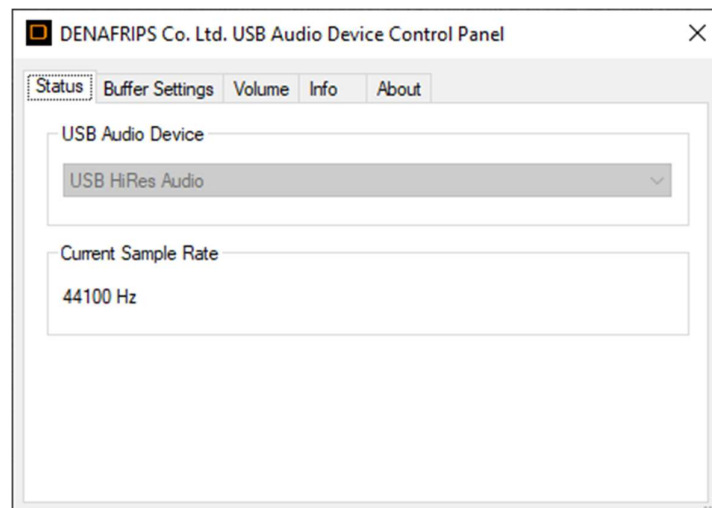 DENAFRIPS Co. Ltd. USB Audio Device Control Panel
Status Buffer Settings Volume Info About
USB Audio Device
USB HiRes Audio
Current Sample Rate
44100 Hz